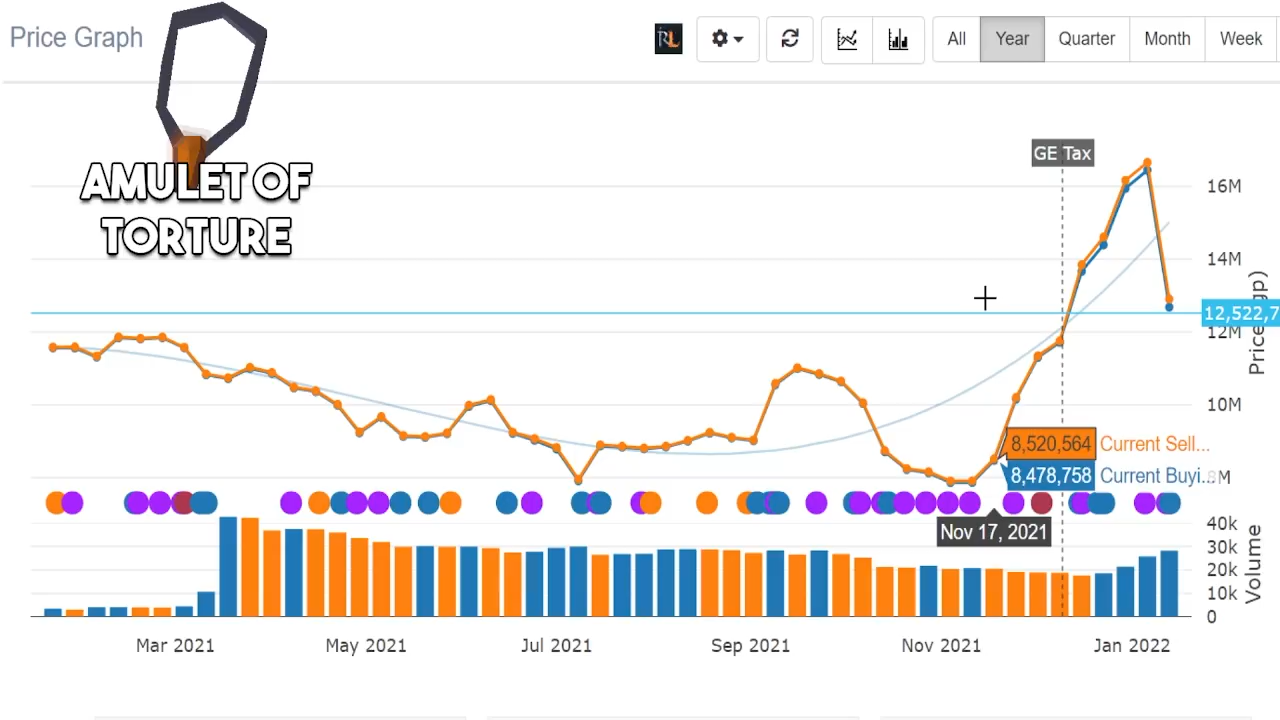 Price Graph
RL
All
Year
Quarter
Month
Week
AMULET OF
TORTURE
GE Tax
16M
14M
12,522,7
12M
10M
Price
gp)
8,520,564 Current Sell...
8,478,758 Current Buyi...
8M
Nov 17, 2021
40k
30k
20k
10k
0
Volume
Mar 2021
May 2021
Jul 2021
Sep 2021
Nov 2021
Jan 2022